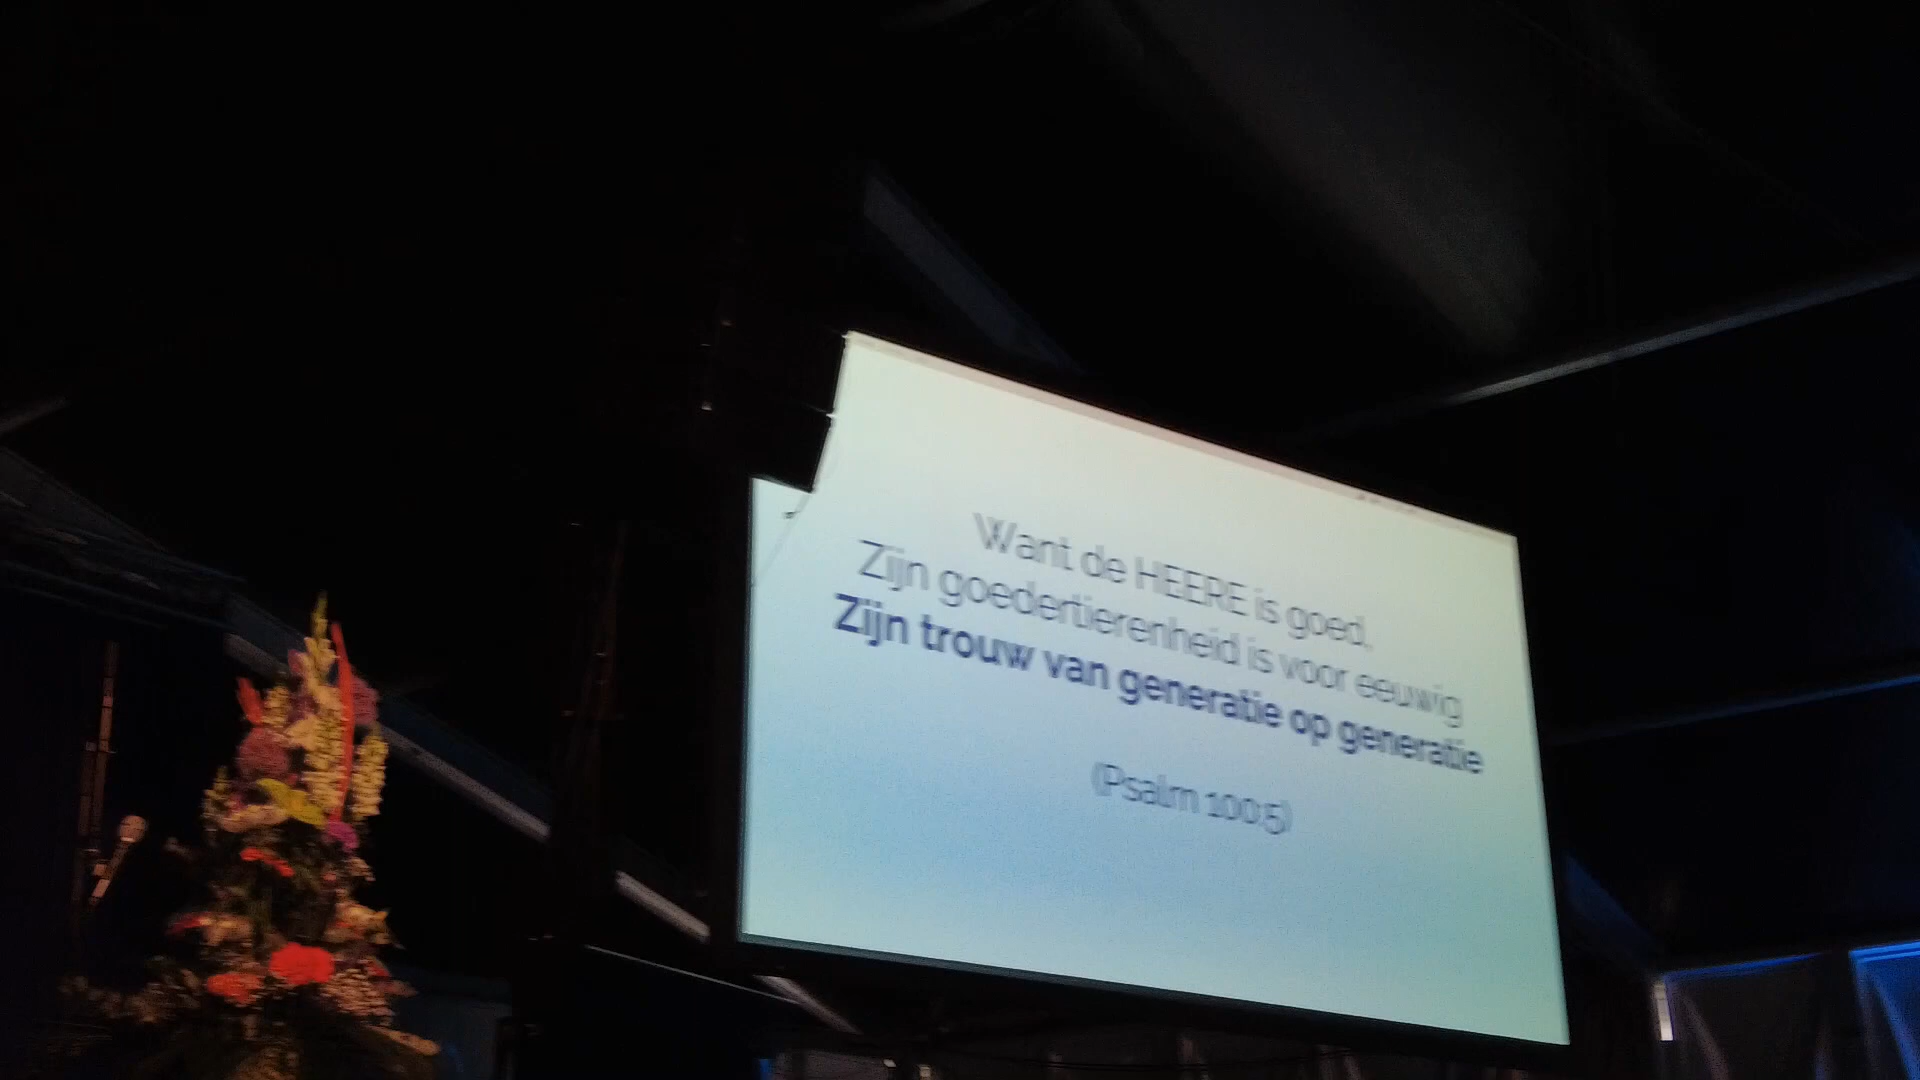 Want de HEERE is goed,
Zijn goedertierenheid is voor eeuwig
Zijn trouw van generatie op generatie
(Psalm 100:5)